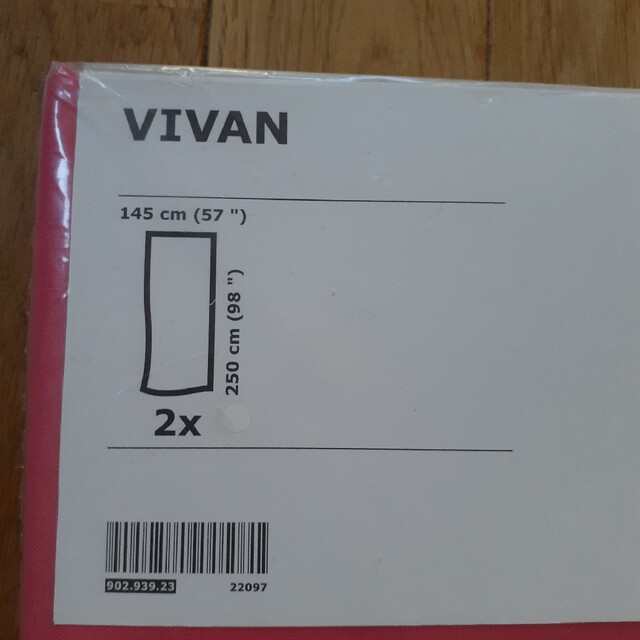 VIVAN
145 cm (57 ")
250 cm (98 ")
2x
902.939.23 22097